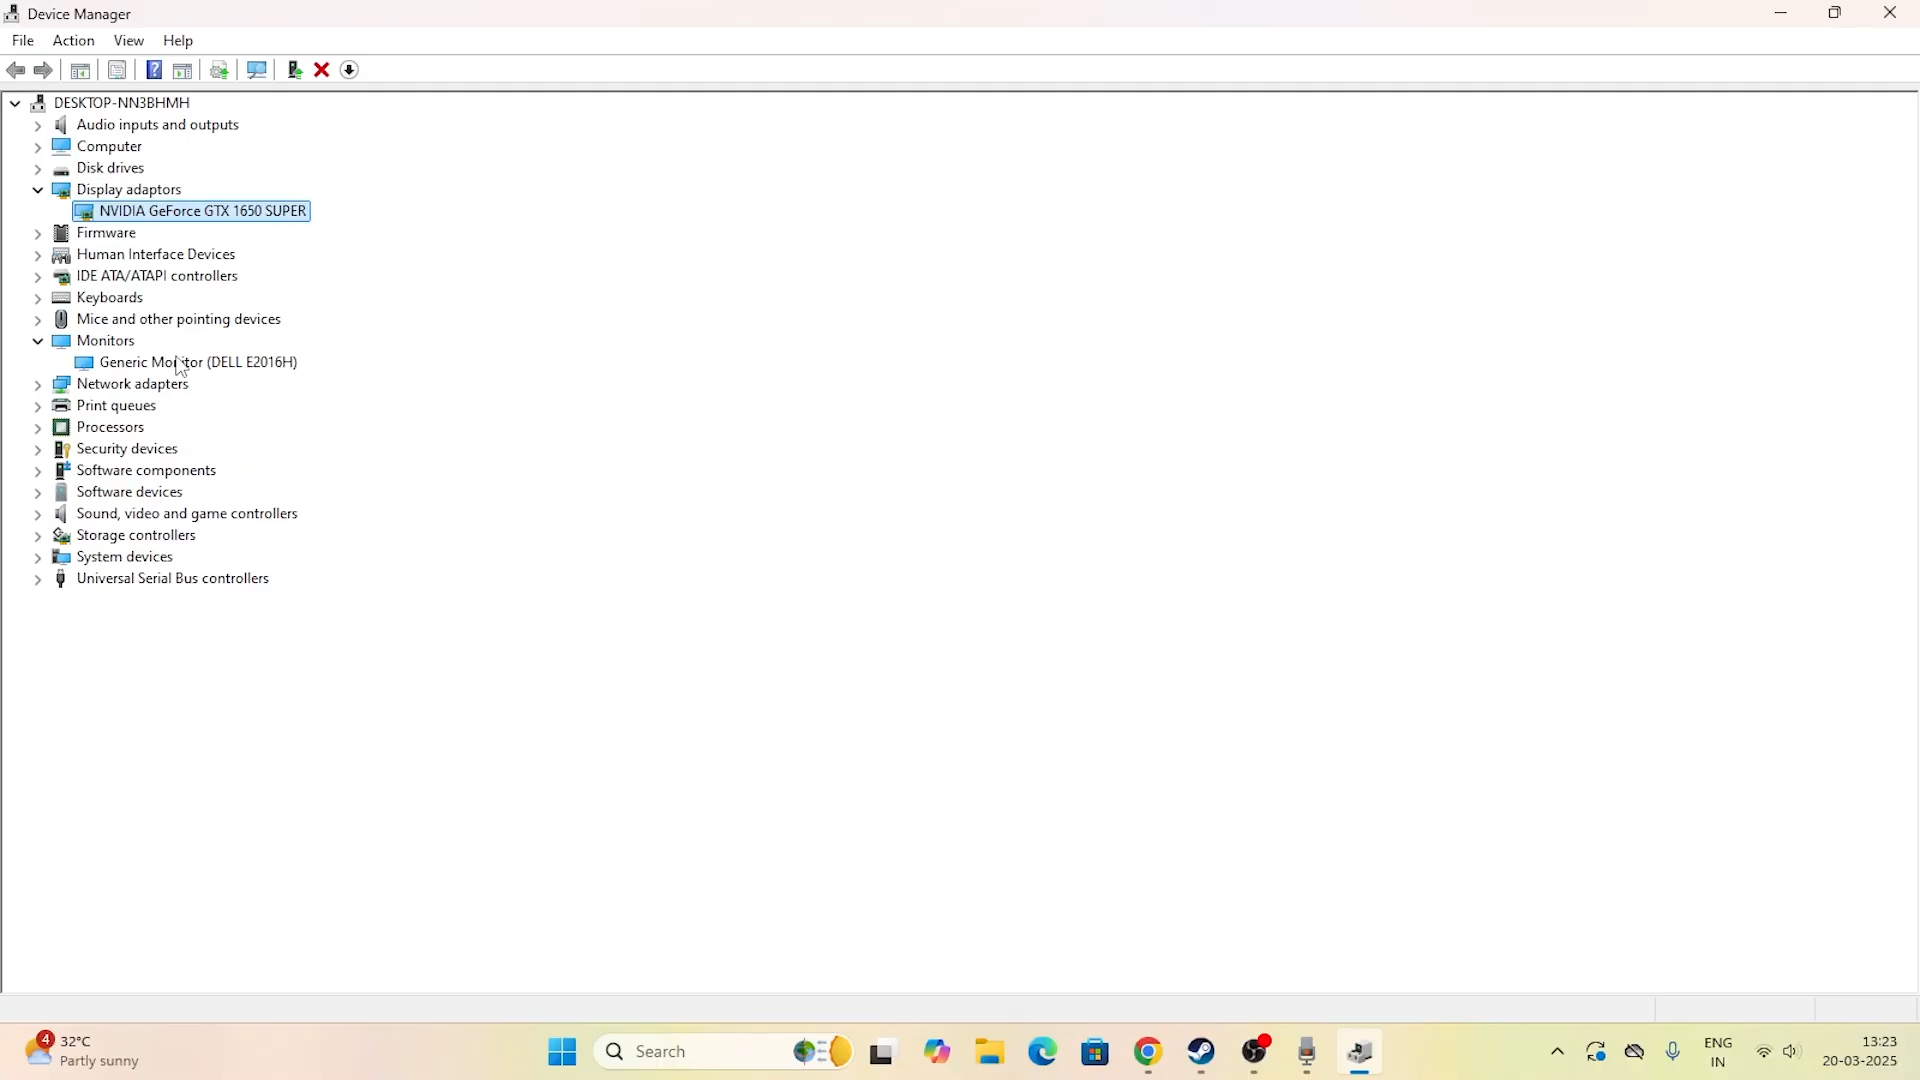 Device Manager
File Action View Help
DESKTOP-NN3BHMH
Audio inputs and outputs
Computer
Disk drives
Display adaptors
NVIDIA GeForce GTX 1650 SUPER
Firmware
Human Interface Devices
IDE ATA/ATAPI controllers
Keyboards
Mice and other pointing devices
Monitors
Generic Monitor (DELL E2016H)
Network adapters
Print queues
Processors
Security devices
Software components
Software devices
Sound, video and game controllers
Storage controllers
System devices
Universal Serial Bus controllers
4
32°C
Partly sunny
Search
ENG
IN
13:23
20-03-2025